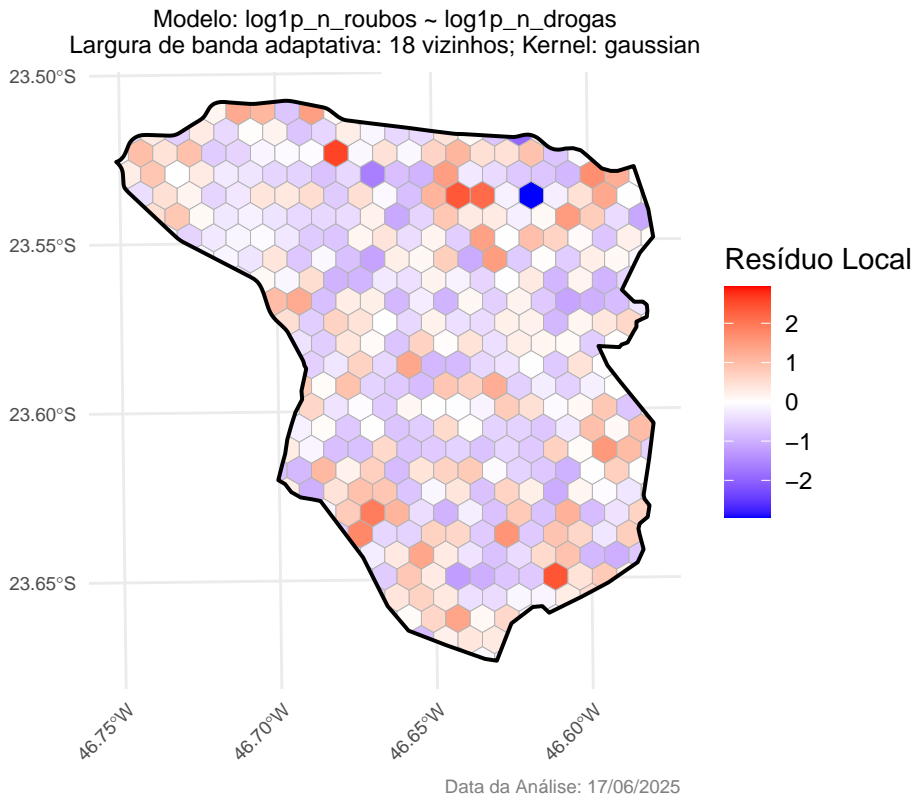 Modelo: log1p_n_roubos ~ log1p_n_drogas
Largura de banda adaptativa: 18 vizinhos; Kernel: gaussian
23.50°S
23.55°S
23.60°S
23.65°S
46.75°W
46.70°W
46.65°W
46.60°W
Resíduo Local
2
1
0
−1
−2
Data da Análise: 17/06/2025